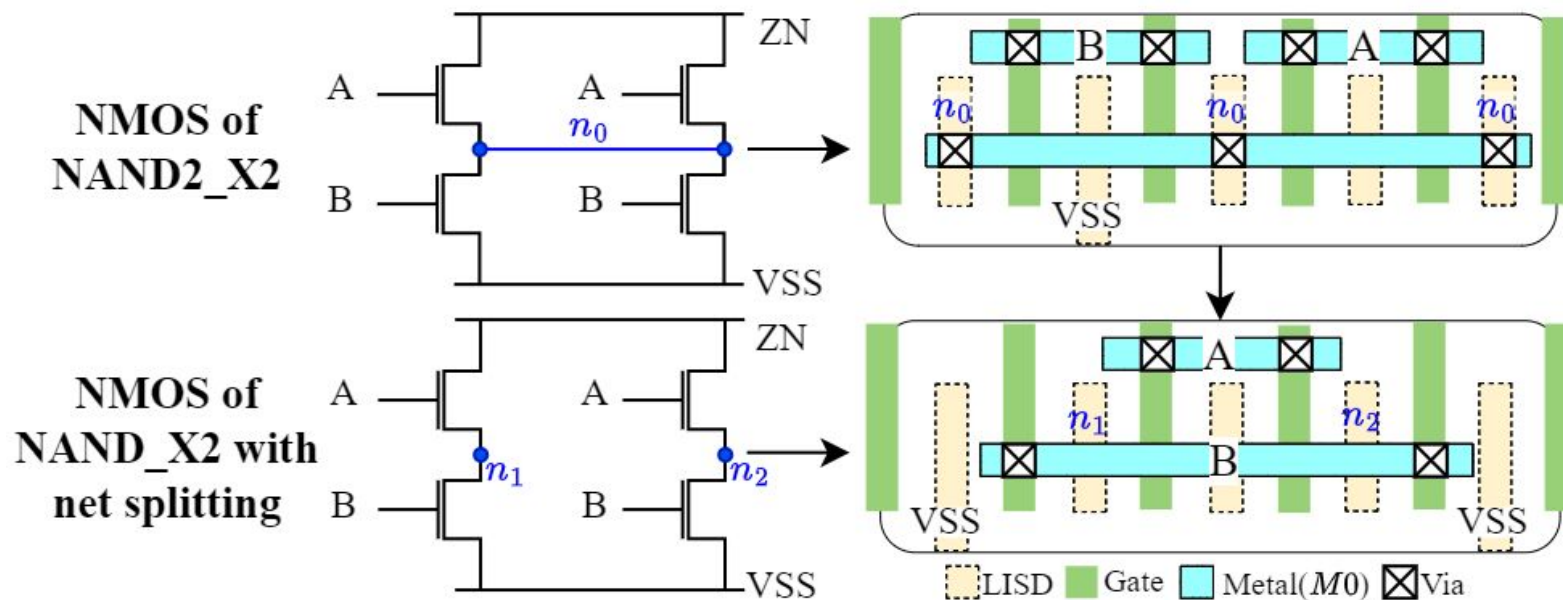 NMOS of
NAND2_X2
A
A
B
B
n0
ZN
VSS
B
A
n0
n0
n0
VSS
NMOS of
NAND_X2 with
net splitting
A
A
B
B
n1
n2
ZN
VSS
A
n1
n2
B
VSS
VSS
LISD Gate Metal(M0) Via